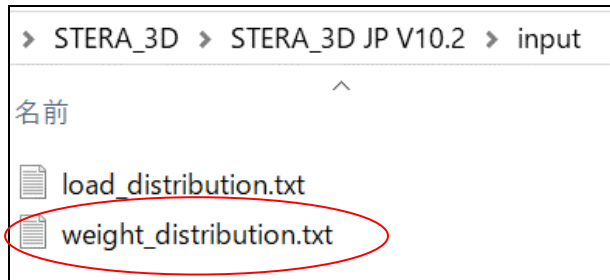 > STERA_3D > STERA_3D JP V10.2 > input
名前
load_distribution.txt
weight_distribution.txt